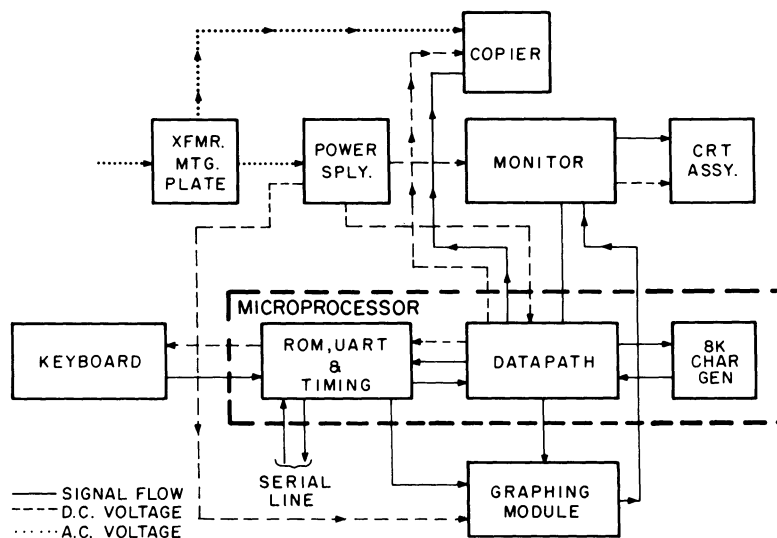 COPIER
XFMR.
MTG.
PLATE
POWER
SPLY.
MONITOR
CRT
ASSY.
MICROPROCESSOR
KEYBOARD
ROM, UART
&
TIMING
DATAPATH
8K
CHAR
GEN
SERIAL
LINE
GRAPHING
MODULE
SIGNAL FLOW
D.C. VOLTAGE
A.C. VOLTAGE